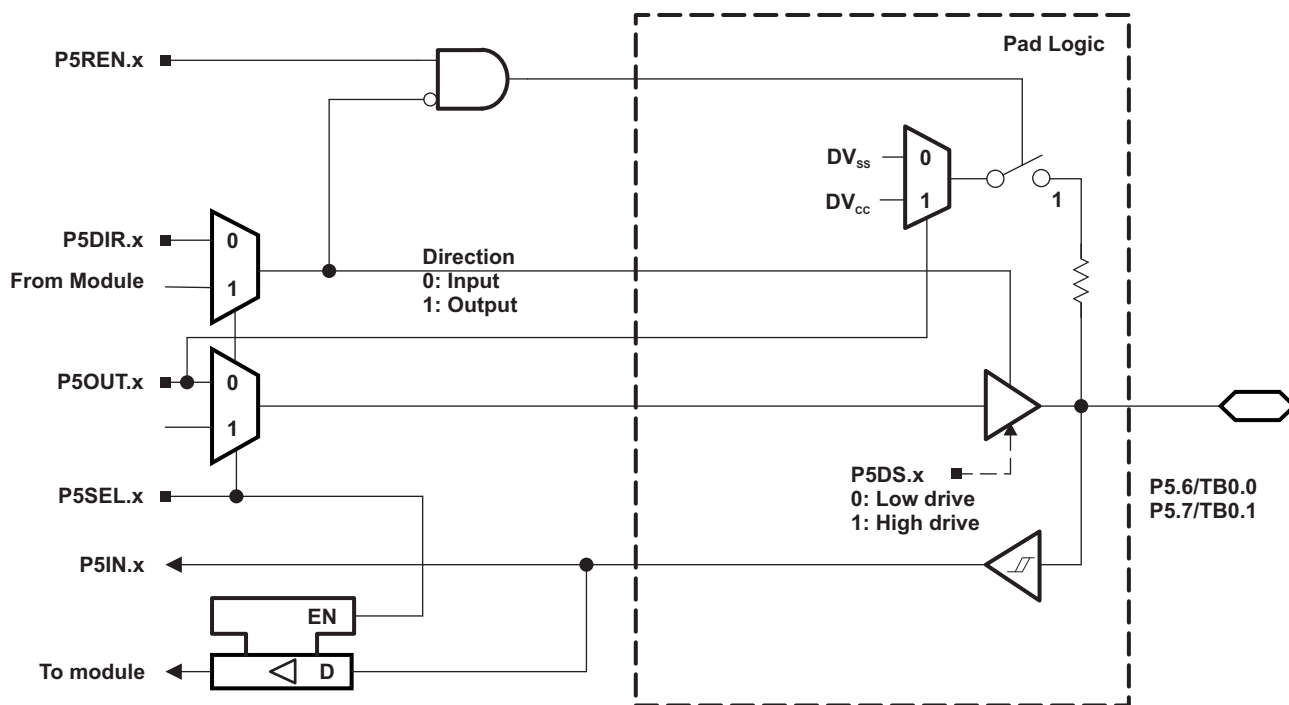 Pad Logic
P5REN.x
DVSS
0
DVCC
1
1
P5DIR.x
0
From Module
1
Direction
0: Input
1: Output
P5OUT.x
0
1
P5SEL.x
P5DS.x
0: Low drive
1: High drive
P5.6/TB0.0
P5.7/TB0.1
P5IN.x
EN
To module
D